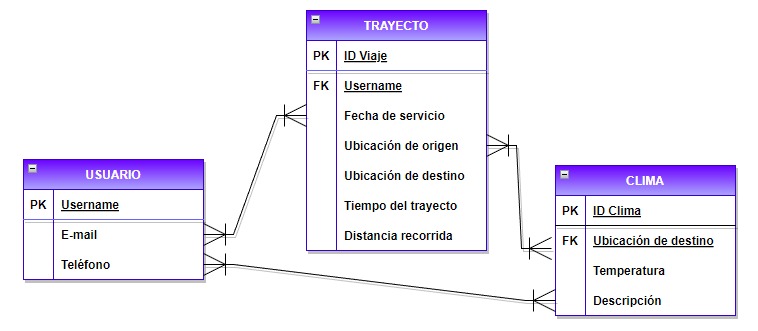 TRAYECTO
PK ID Viaje
FK Username
Fecha de servicio
Ubicación de origen
Ubicación de destino
Tiempo del trayecto
Distancia recorrida
USUARIO
PK Username
E-mail
Teléfono
CLIMA
PK ID Clima
FK Ubicación de destino
Temperatura
Descripción